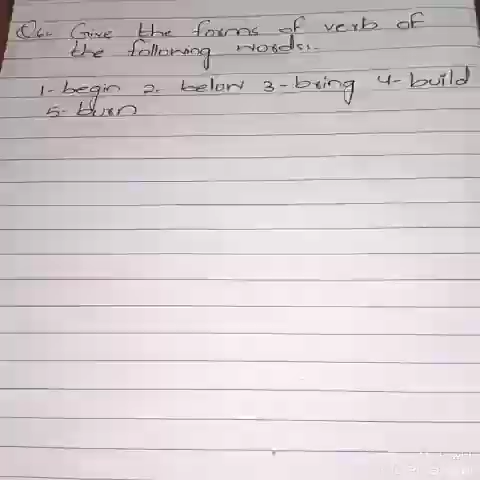 Q6. Give the forms of verb of
the following words:-
1- begin 2. below 3- bring 4- build
5- burn